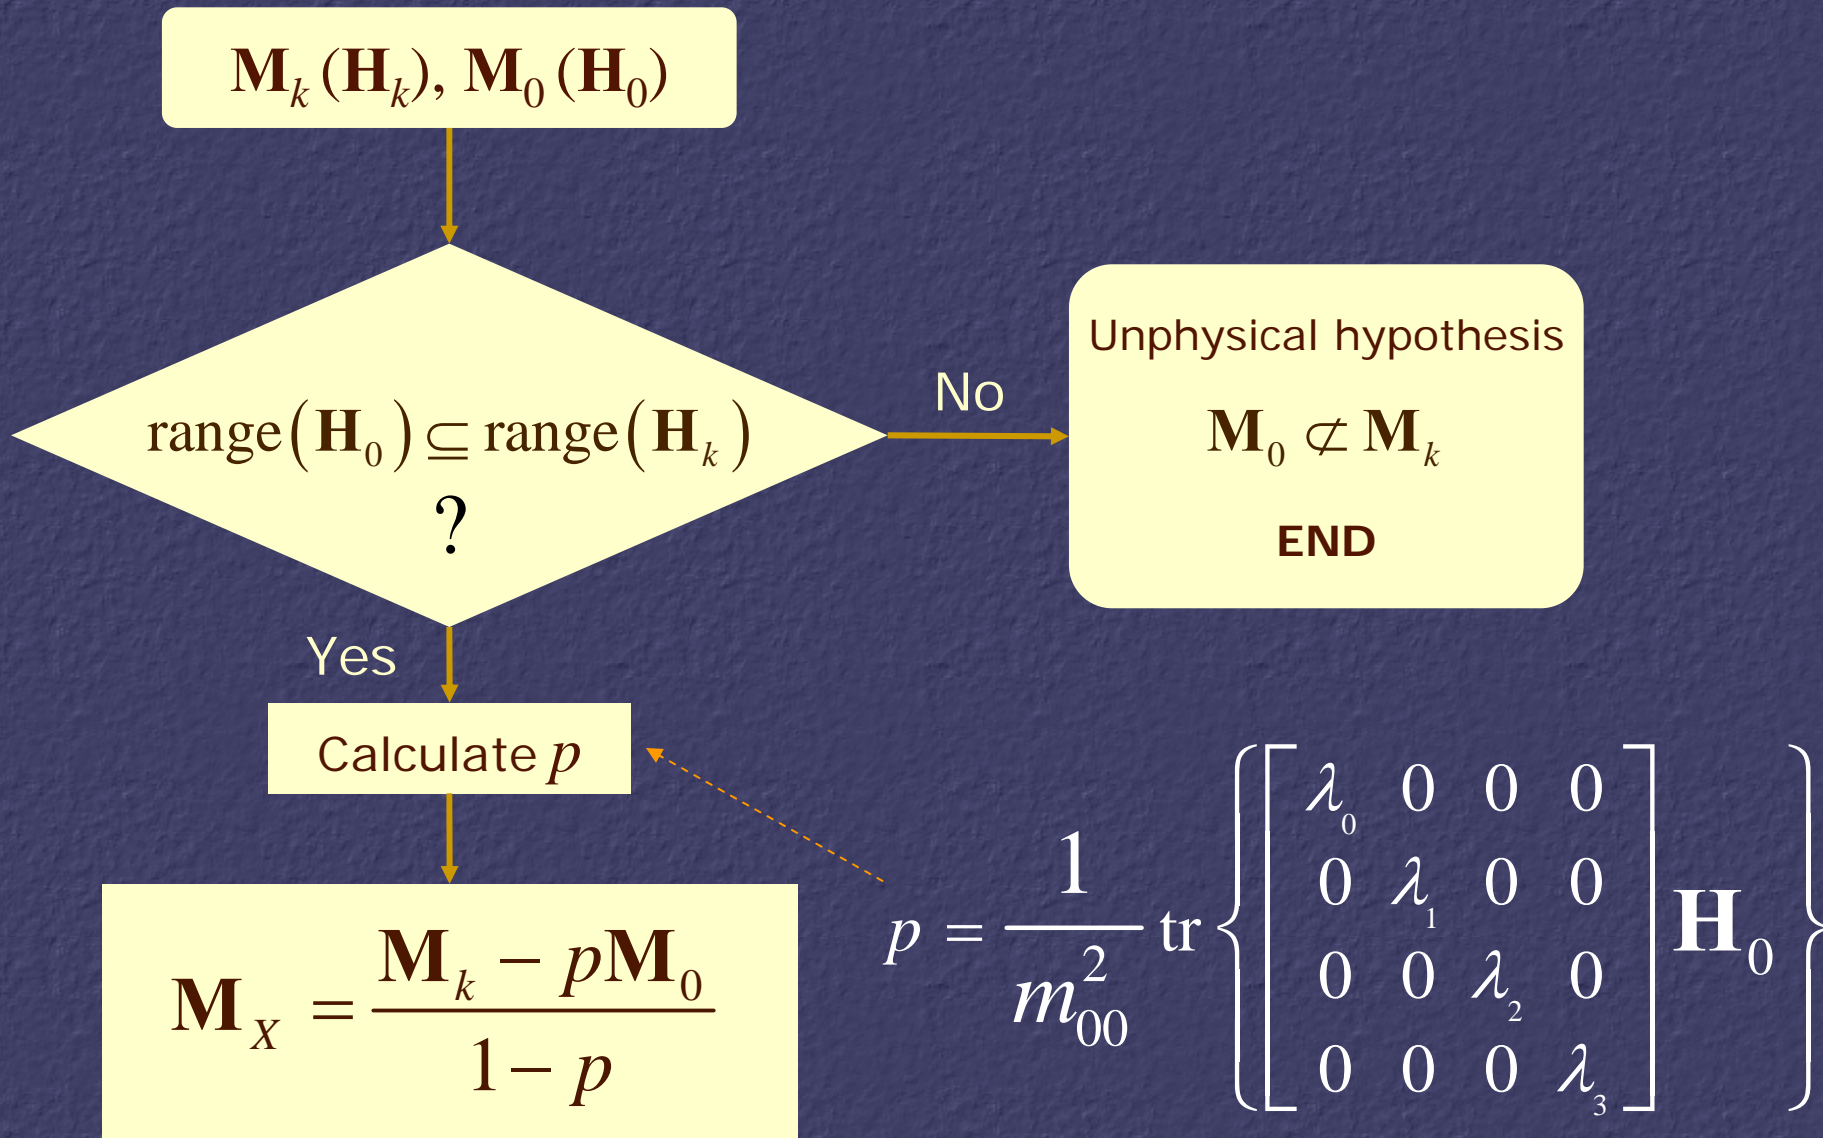 M_k (H_k), M_0 (H_0)
range(H_0) ⊆ range(H_k)
?
No
Unphysical hypothesis
M_0 ⊄ M_k
END
Yes
Calculate p
M_X = (M_k − pM_0) / (1 − p)
p = 1/m_00^2 tr { [ λ_0 0 0 0
0 λ_1 0 0
0 0 λ_2 0
0 0 0 λ_3 ] H_0 }